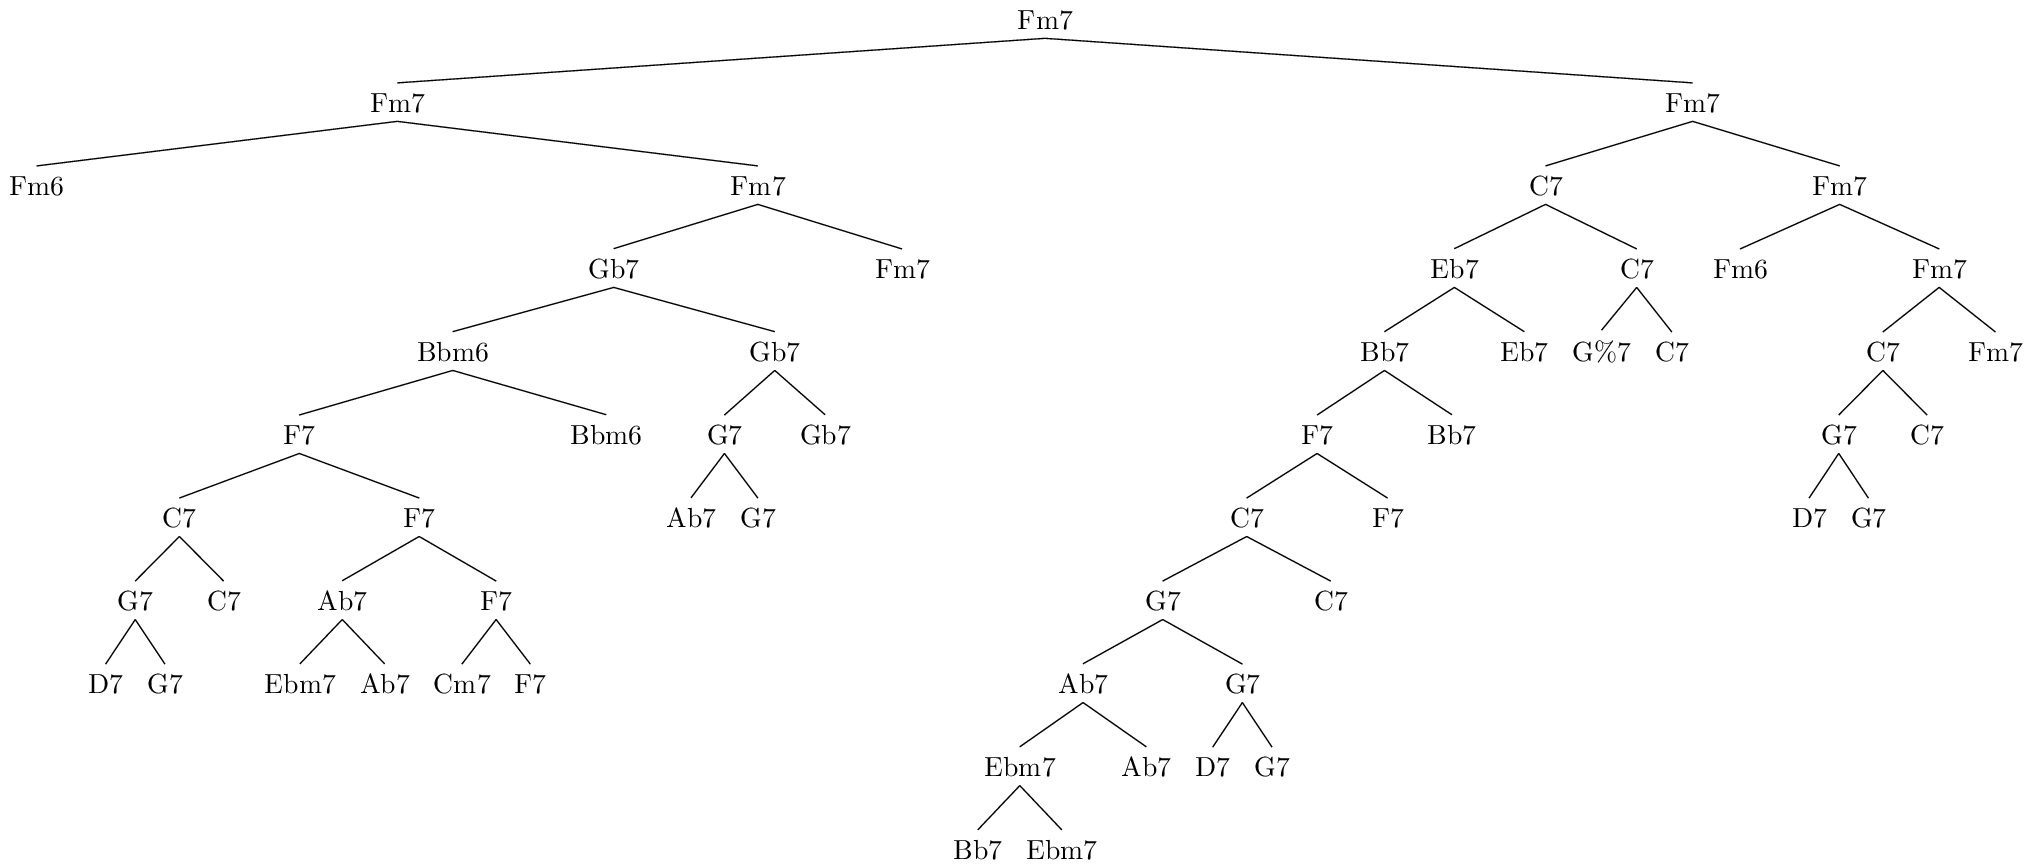 Fm7
Fm7 Fm7
Fm6 Fm7 C7 Fm7
Gb7 Fm7 Eb7 C7 Fm6 Fm7
Bbm6 Gb7 Bb7 Eb7 G%7 C7 C7 Fm7
F7 Bbm6 G7 Gb7 F7 Bb7 G7 C7
C7 F7 Ab7 G7 C7 F7 D7 G7
G7 C7 Ab7 F7 G7 C7
D7 G7 Ebm7 Ab7 Cm7 F7 Ab7 G7
Ebm7 Ab7 D7 G7
Bb7 Ebm7